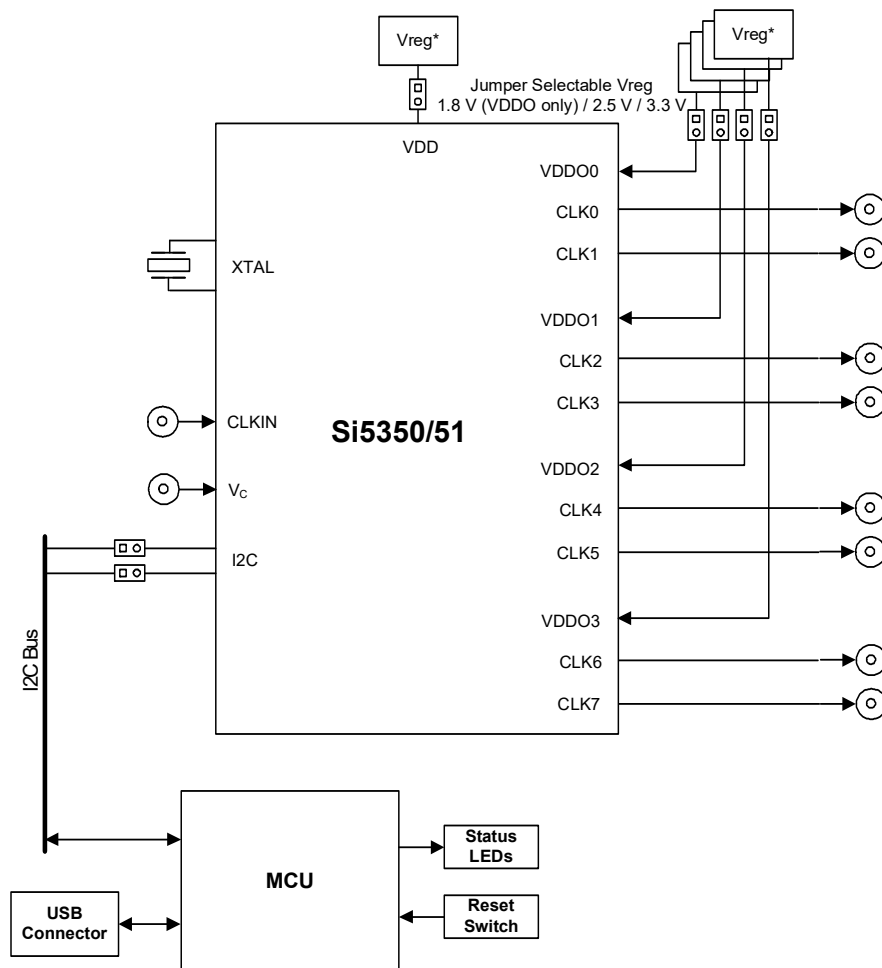 Vreg*
Vreg*
Jumper Selectable Vreg
1.8 V (VDDO only) / 2.5 V / 3.3 V
VDD
VDDO0
CLK0
CLK1
XTAL
VDDO1
CLK2
CLK3
CLKIN
Si5350/51
VDDO2
VC
CLK4
CLK5
I2C
VDDO3
I2C Bus
CLK6
CLK7
Status
LEDs
MCU
Reset
Switch
USB
Connector